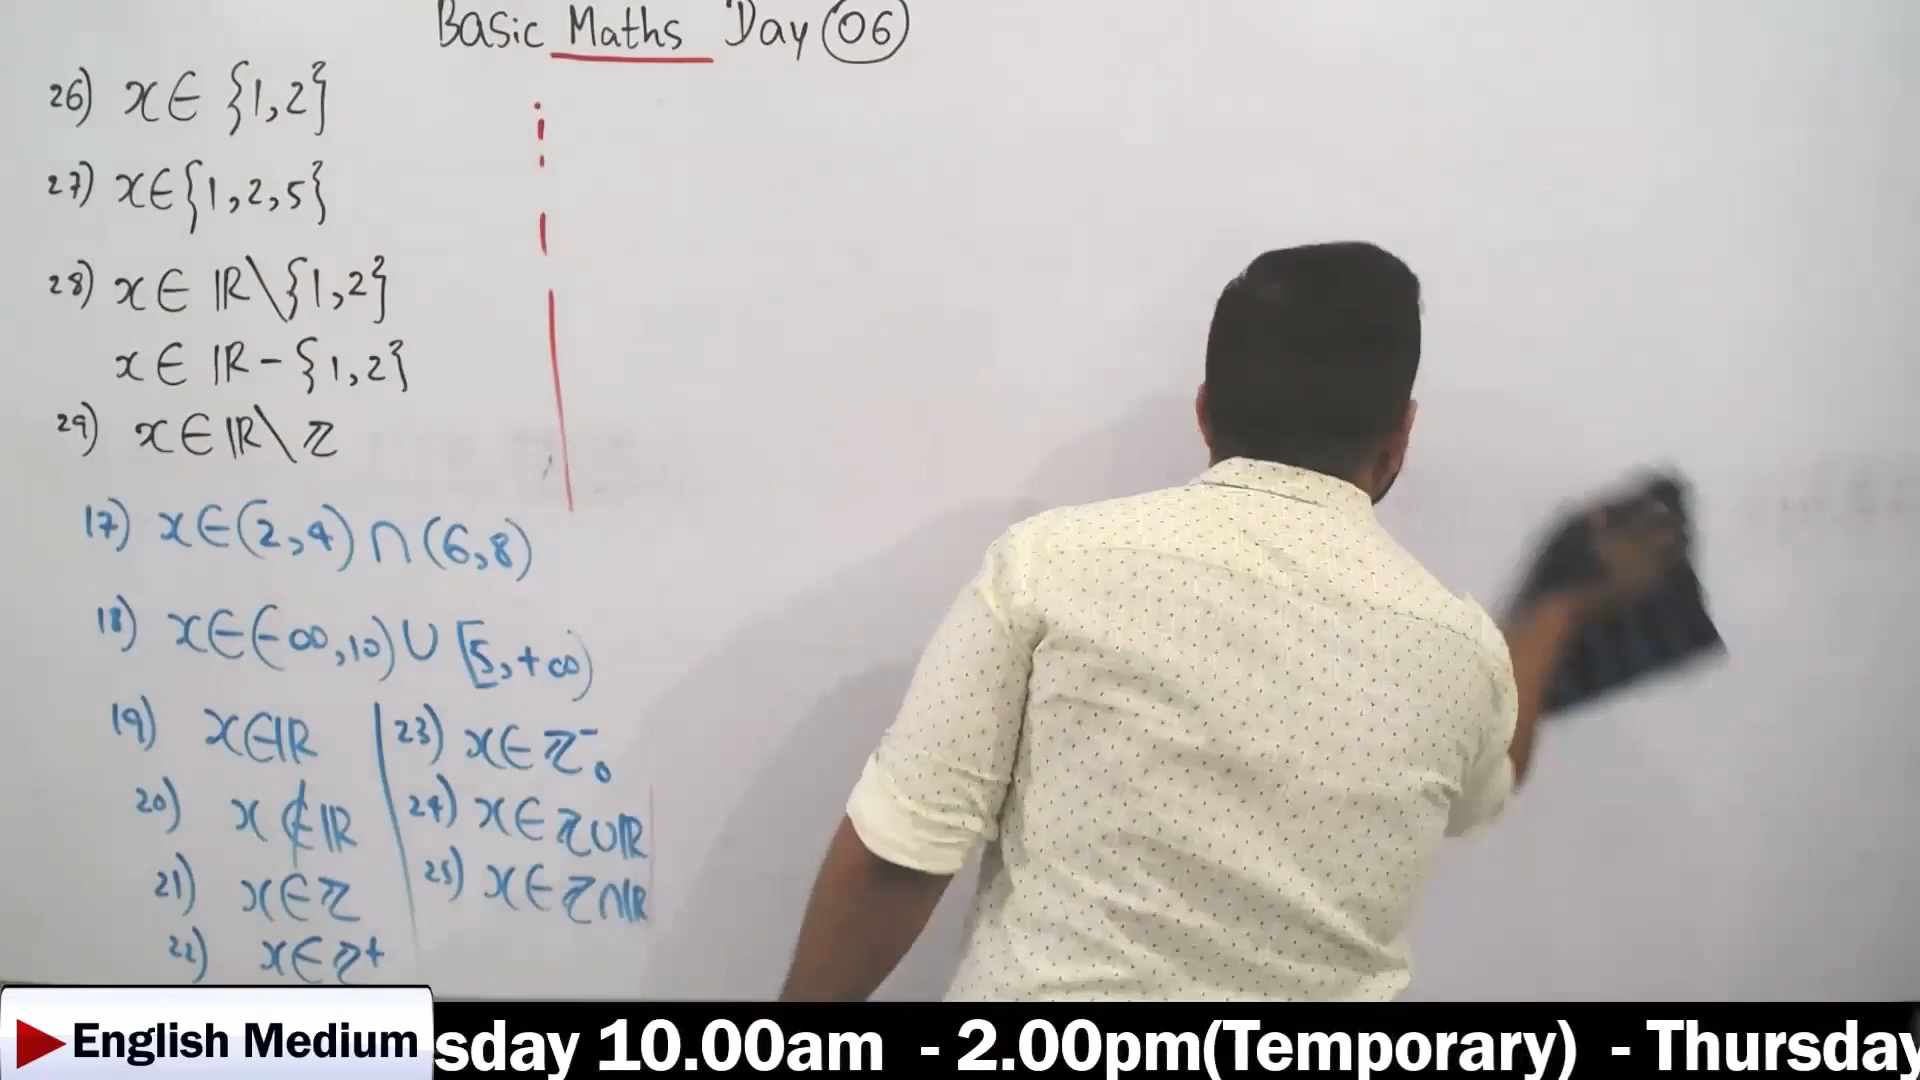 Basic Maths Day 06
26) x∈ {1,2}
27) x∈{1,2,5}
28) x∈ ℝ\{1,2}
x∈ ℝ-{1,2}
29) x∈ℝ\ℤ
17) x∈(2,4)∩(6,8)
18) x∈(-∞,10)∪[5,+∞)
19) x∈ℝ
20) x∉ℝ
21) x∈ℤ
22) x∈ℤ⁺
23) x∈ℤ⁻₀
24) x∈ℤ∪ℝ
25) x∈ℤ∩ℝ
English Medium
sday 10.00am - 2.00pm(Temporary) - Thursday